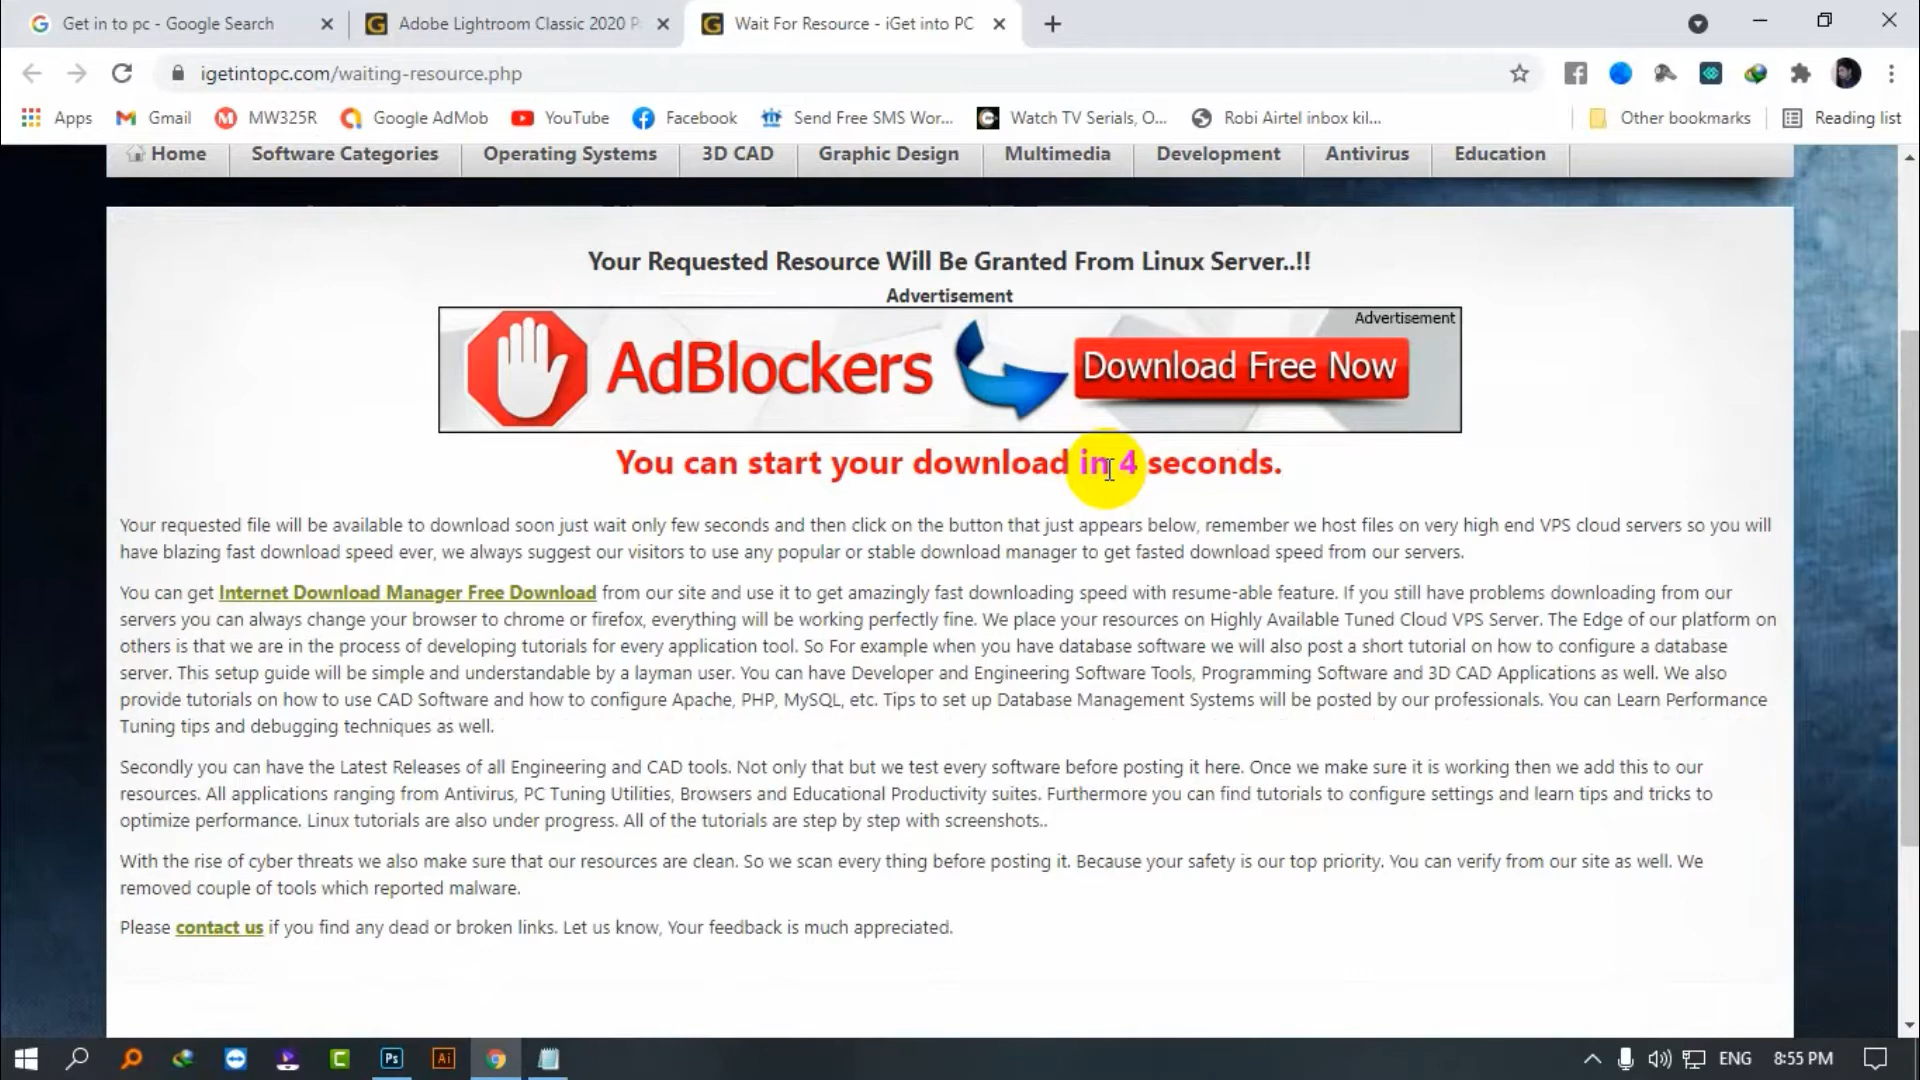 Get in to pc - Google Search
Adobe Lightroom Classic 2020 P
Wait For Resource - iGet into PC
igetintopc.com/waiting-resource.php
Apps
Gmail
MW325R
Google AdMob
YouTube
Facebook
Send Free SMS Wor...
Watch TV Serials, O...
Robi Airtel inbox kil...
Other bookmarks
Reading list
Home
Software Categories
Operating Systems
3D CAD
Graphic Design
Multimedia
Development
Antivirus
Education
Your Requested Resource Will Be Granted From Linux Server..!!
Advertisement
Advertisement
AdBlockers
Download Free Now
You can start your download in 4 seconds.
Your requested file will be available to download soon just wait only few seconds and then click on the button that just appears below, remember we host files on very high end VPS cloud servers so you will
have blazing fast download speed ever, we always suggest our visitors to use any popular or stable download manager to get fasted download speed from our servers.
You can get Internet Download Manager Free Download from our site and use it to get amazingly fast downloading speed with resume-able feature. If you still have problems downloading from our
servers you can always change your browser to chrome or firefox, everything will be working perfectly fine. We place your resources on Highly Available Tuned Cloud VPS Server. The Edge of our platform on
others is that we are in the process of developing tutorials for every application tool. So For example when you have database software we will also post a short tutorial on how to configure a database
server. This setup guide will be simple and understandable by a layman user. You can have Developer and Engineering Software Tools, Programming Software and 3D CAD Applications as well. We also
provide tutorials on how to use CAD Software and how to configure Apache, PHP, MySQL, etc. Tips to set up Database Management Systems will be posted by our professionals. You can Learn Performance
Tuning tips and debugging techniques as well.
Secondly you can have the Latest Releases of all Engineering and CAD tools. Not only that but we test every software before posting it here. Once we make sure it is working then we add this to our
resources. All applications ranging from Antivirus, PC Tuning Utilities, Browsers and Educational Productivity suites. Furthermore you can find tutorials to configure settings and learn tips and tricks to
optimize performance. Linux tutorials are also under progress. All of the tutorials are step by step with screenshots..
With the rise of cyber threats we also make sure that our resources are clean. So we scan every thing before posting it. Because your safety is our top priority. You can verify from our site as well. We
removed couple of tools which reported malware.
Please contact us if you find any dead or broken links. Let us know, Your feedback is much appreciated.
Ps
Ai
ENG
8:55 PM